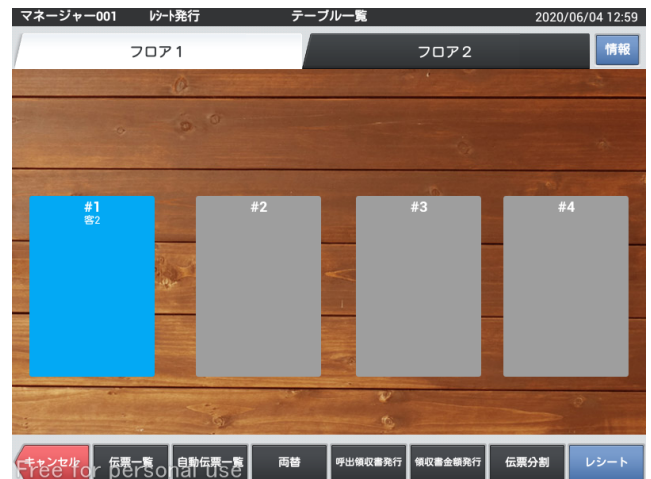 マネージャー001 ﾚｼｰﾄ発行 テーブル一覧 2020/06/04 12:59
フロア1 フロア2 情報
#1 #2 #3 #4
客2
キャンセル 伝票一覧 自動伝票一覧 両替 呼出領収書発行 領収書金額発行 伝票分割 レシート
Free for personal use